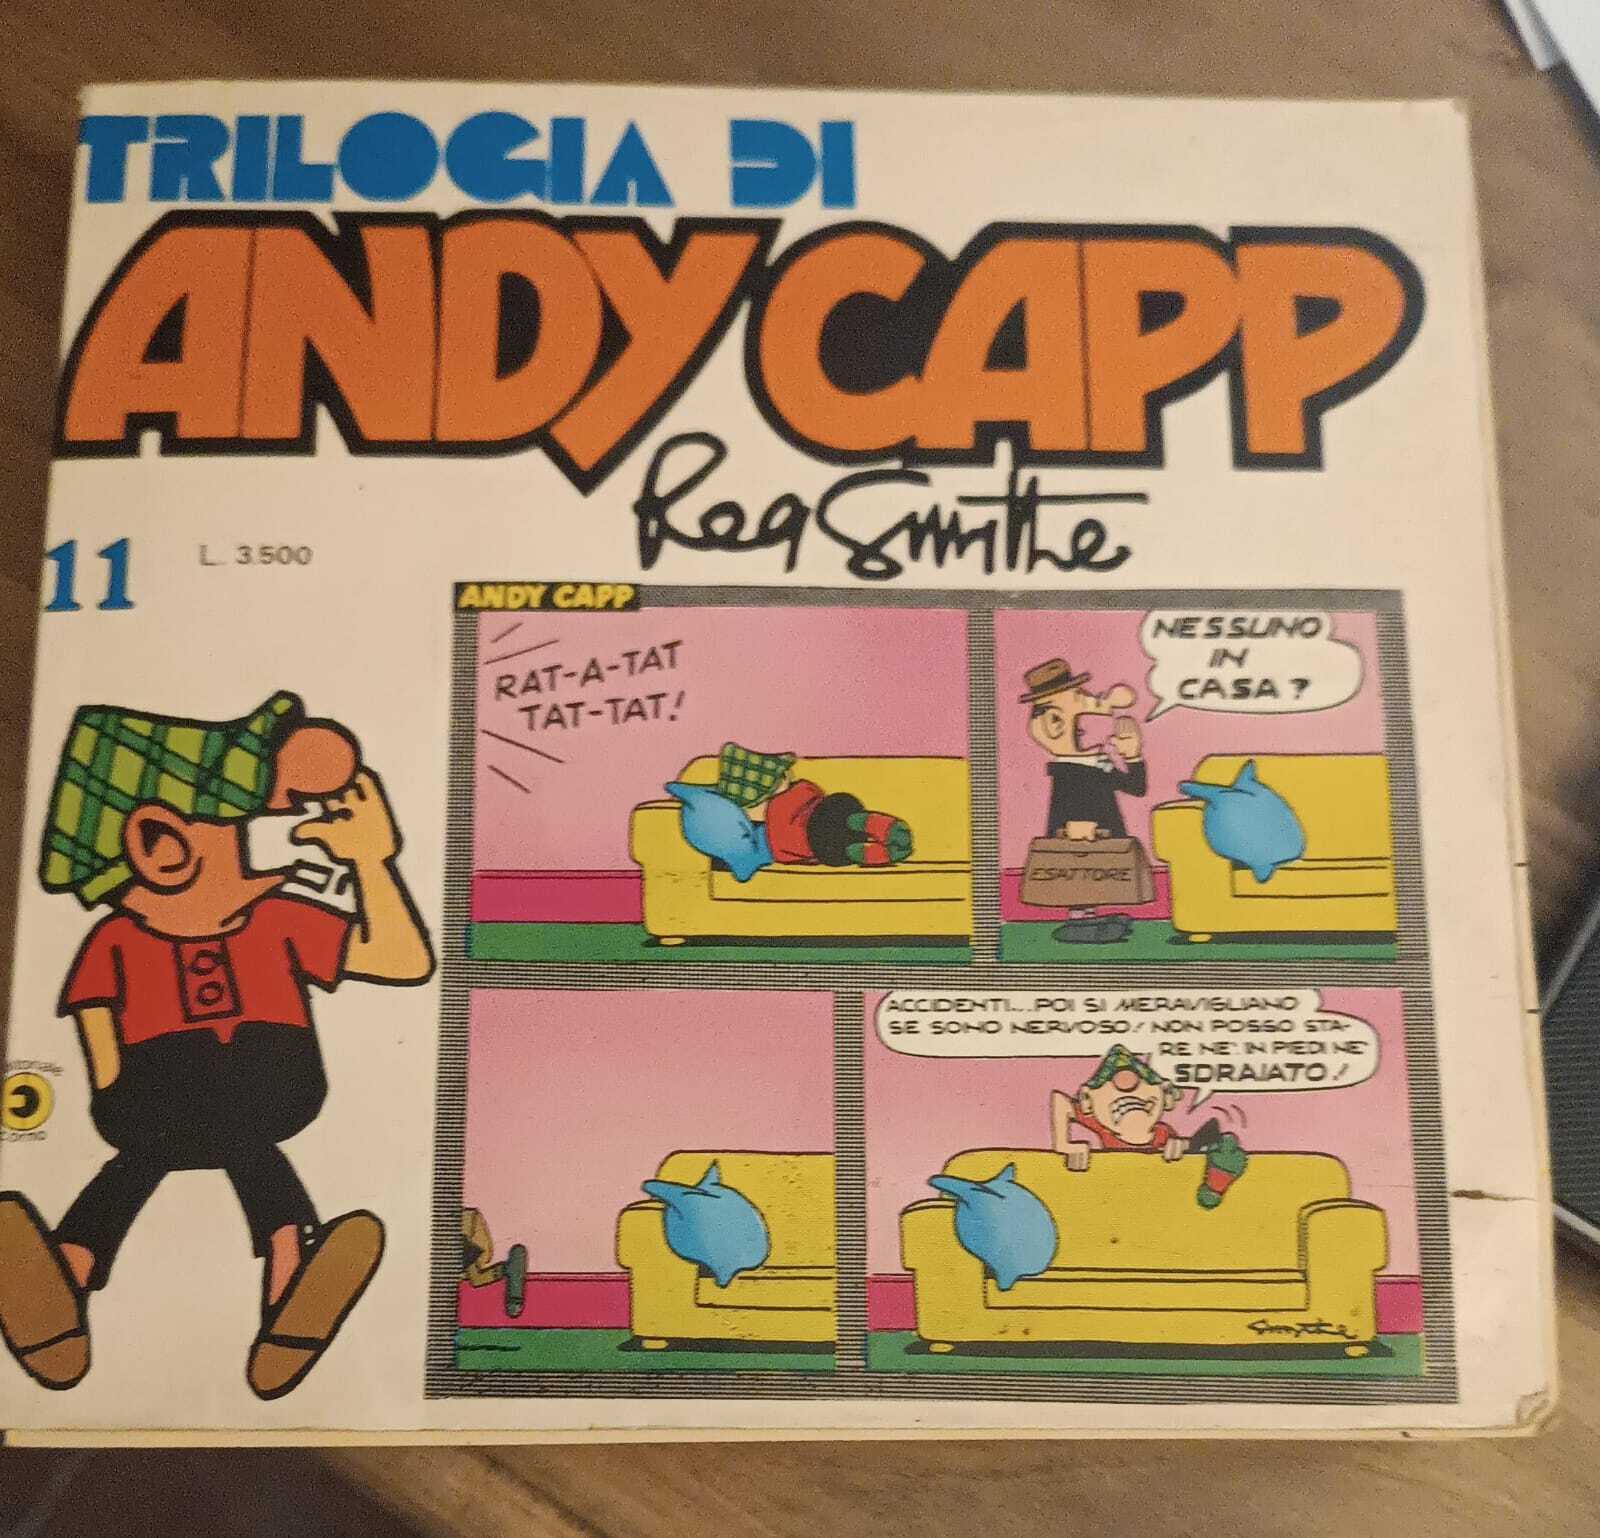 TRILOGIA DI
ANDY CAPP
Reg Smythe
11
L. 3.500
ANDY CAPP
RAT-A-TAT
TAT-TAT!
NESSUNO
IN
CASA?
ESATTORE
ACCIDENTI...POI SI MERAVIGLIANO
SE SONO NERVOSO! NON POSSO STA-
RE NE' IN PIEDI NE'
SDRAIATO!
Smythe